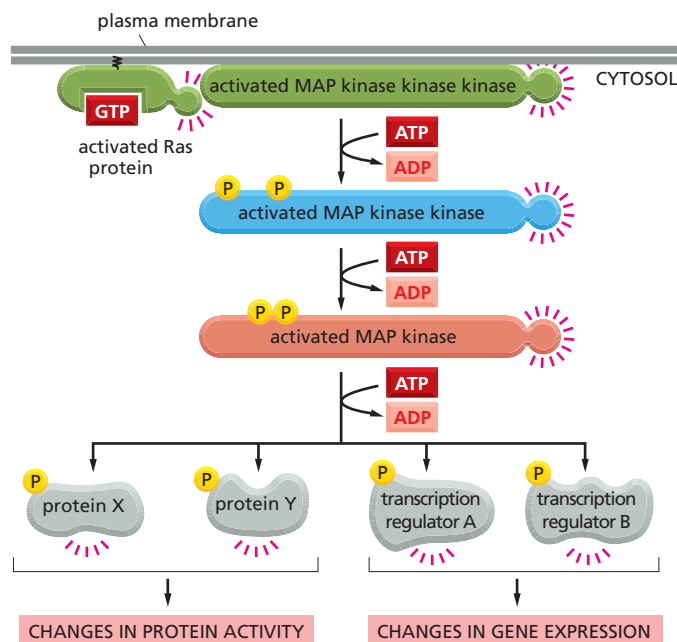 plasma membrane
CYTOSOL
activated MAP kinase kinase kinase
GTP
activated Ras
protein
ATP
ADP
P P
activated MAP kinase kinase
ATP
ADP
P P
activated MAP kinase
ATP
ADP
P P P P
protein X protein Y transcription transcription
regulator A regulator B
CHANGES IN PROTEIN ACTIVITY CHANGES IN GENE EXPRESSION